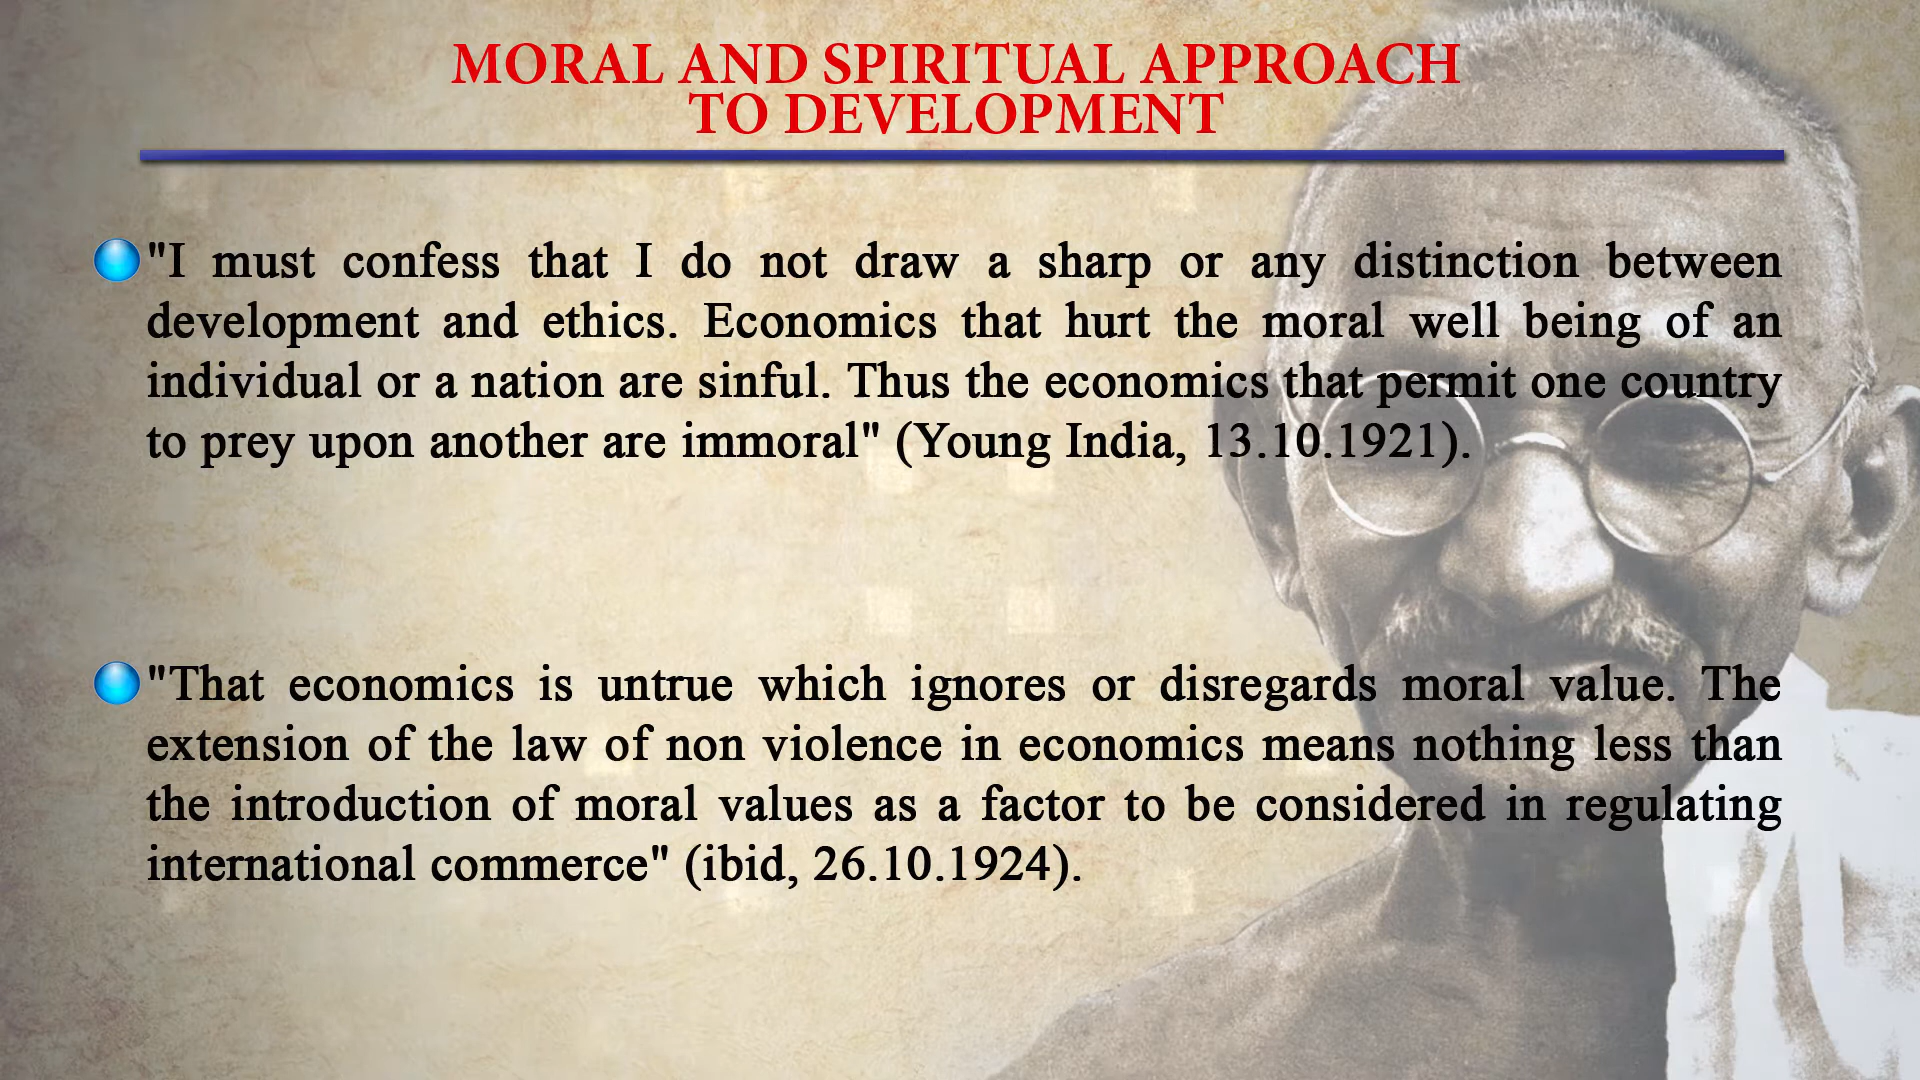 MORAL AND SPIRITUAL APPROACH
TO DEVELOPMENT
"I must confess that I do not draw a sharp or any distinction between
development and ethics. Economics that hurt the moral well being of an
individual or a nation are sinful. Thus the economics that permit one country
to prey upon another are immoral" (Young India, 13.10.1921).
"That economics is untrue which ignores or disregards moral value. The
extension of the law of non violence in economics means nothing less than
the introduction of moral values as a factor to be considered in regulating
international commerce" (ibid, 26.10.1924).